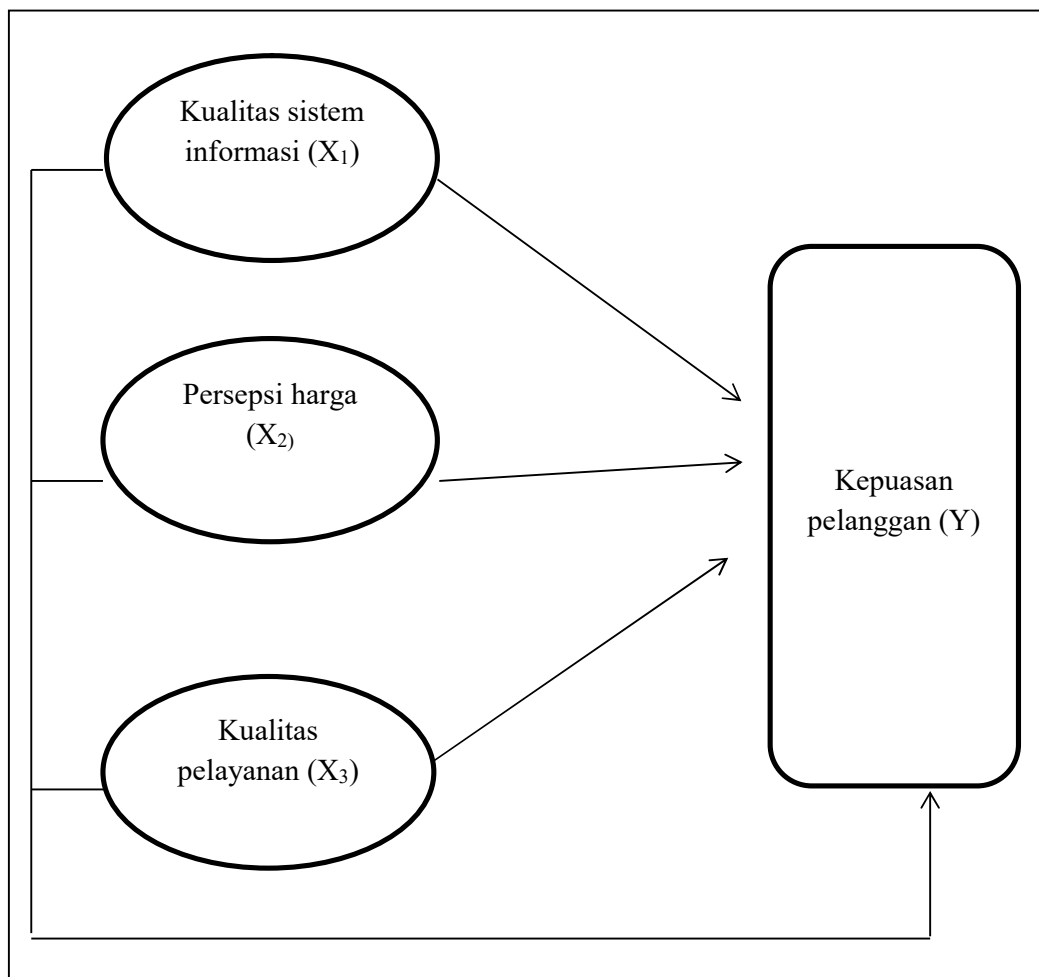 Kualitas sistem
informasi (X₁)
Persepsi harga
(X₂₎
Kualitas
pelayanan (X₃)
Kepuasan
pelanggan (Y)